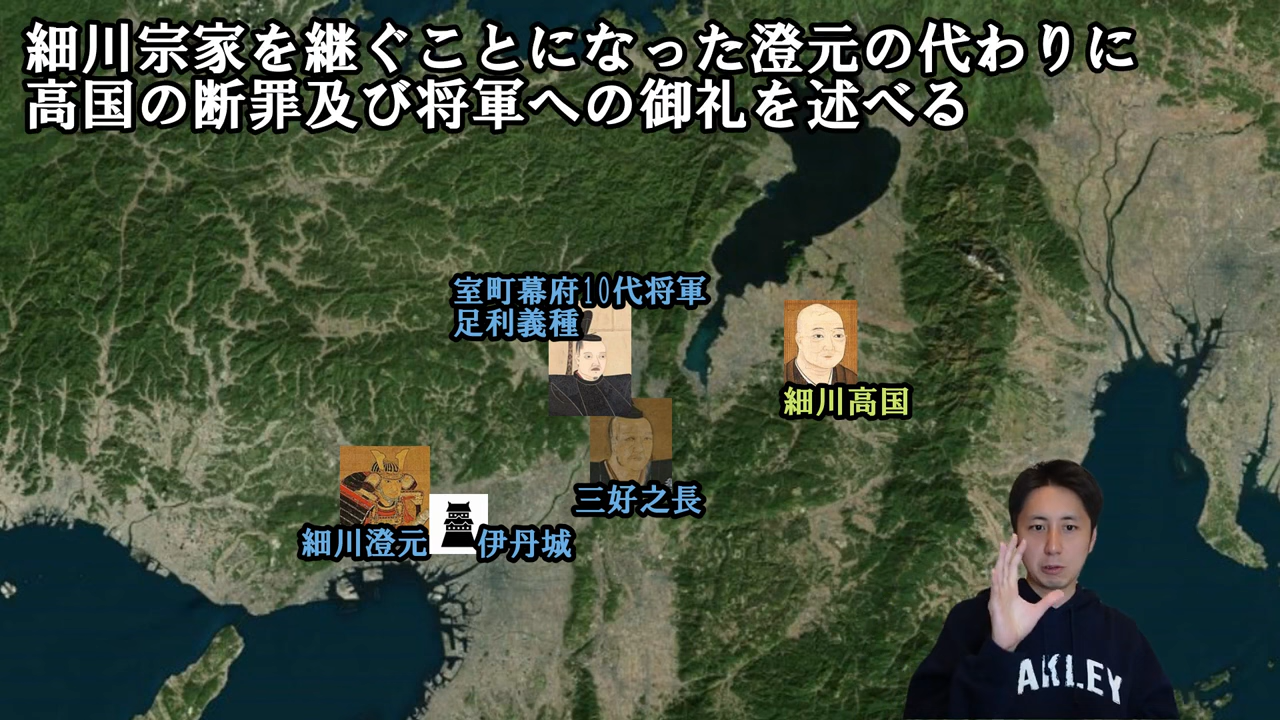 細川宗家を継ぐことになった澄元の代わりに
高国の断罪及び将軍への御礼を述べる
室町幕府10代将軍
足利義種
細川高国
三好之長
細川澄元
伊丹城